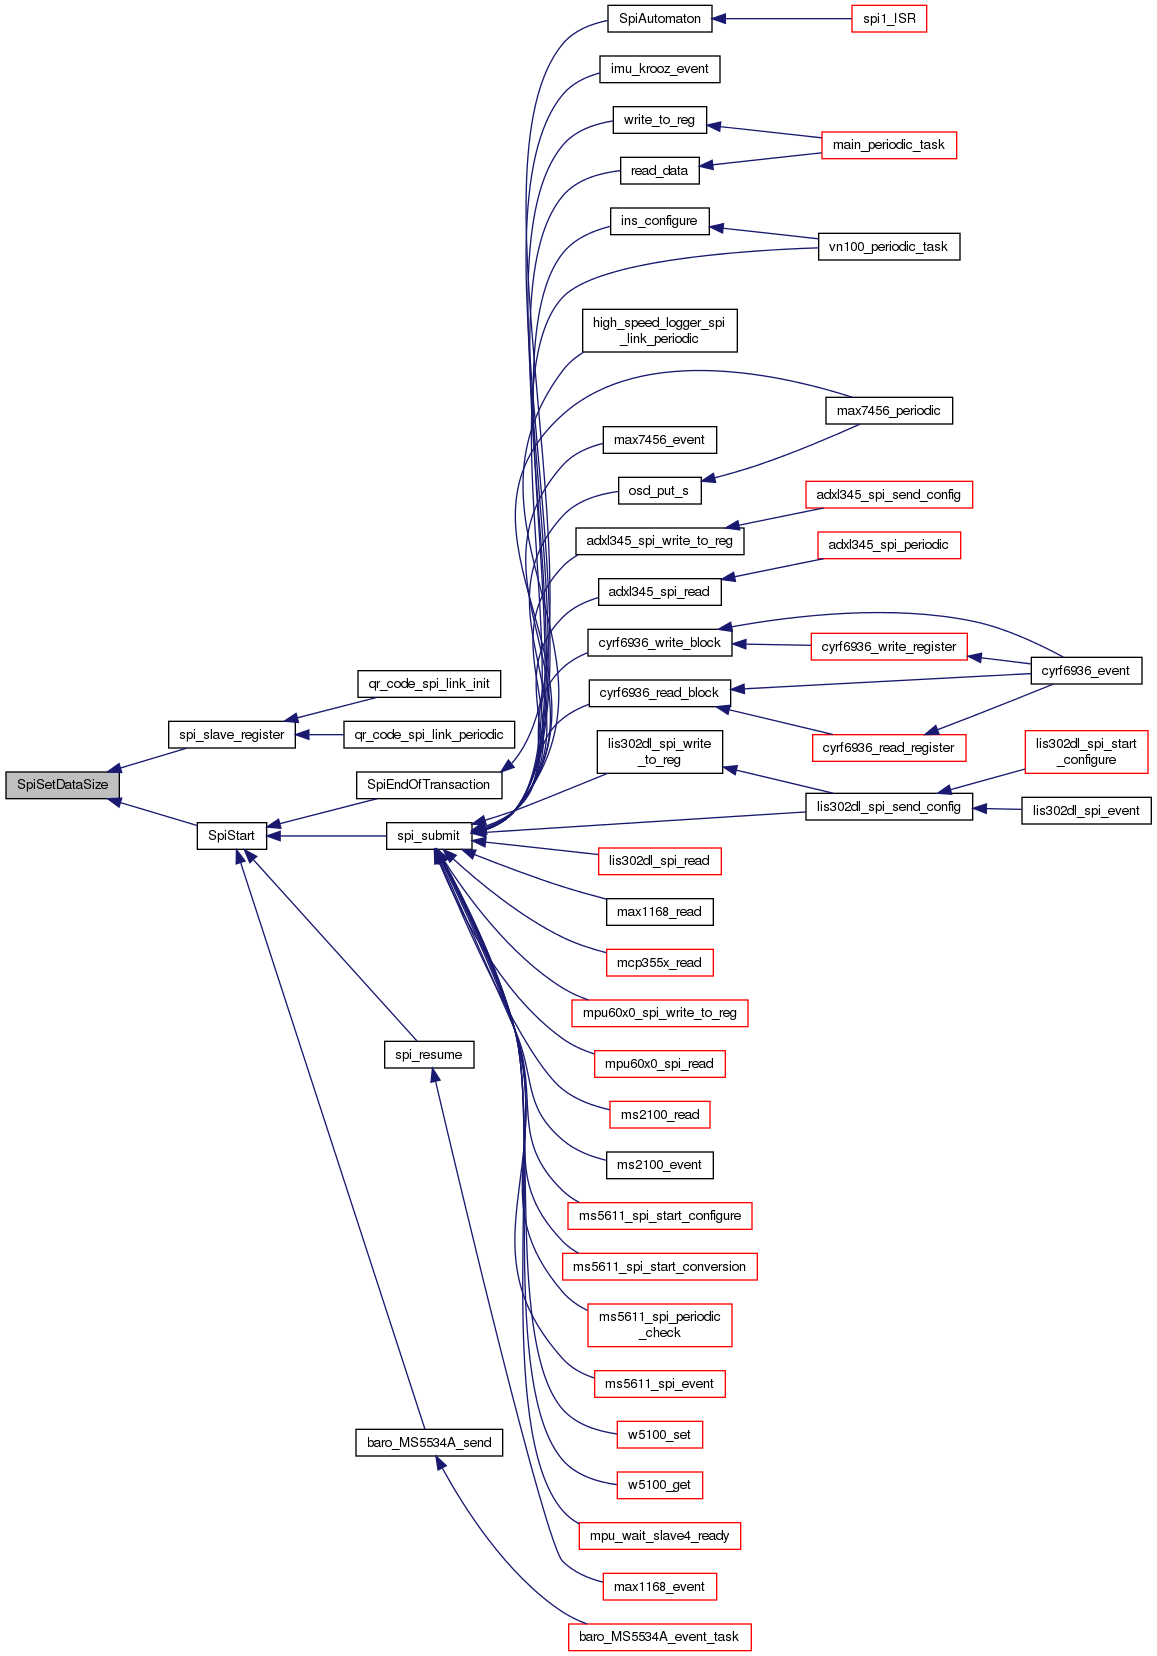 SpiAutomaton
spi1_ISR
imu_krooz_event
write_to_reg
main_periodic_task
read_data
ins_configure
vn100_periodic_task
high_speed_logger_spi
_link_periodic
max7456_periodic
max7456_event
osd_put_s
adxl345_spi_send_config
adxl345_spi_write_to_reg
adxl345_spi_periodic
adxl345_spi_read
cyrf6936_write_block
cyrf6936_write_register
cyrf6936_event
qr_code_spi_link_init
cyrf6936_read_block
spi_slave_register
qr_code_spi_link_periodic
lis302dl_spi_write
_to_reg
cyrf6936_read_register
lis302dl_spi_start
_configure
SpiSetDataSize
SpiEndOfTransaction
lis302dl_spi_send_config
lis302dl_spi_event
SpiStart
spi_submit
lis302dl_spi_read
max1168_read
mcp355x_read
mpu60x0_spi_write_to_reg
spi_resume
mpu60x0_spi_read
ms2100_read
ms2100_event
ms5611_spi_start_configure
ms5611_spi_start_conversion
ms5611_spi_periodic
_check
ms5611_spi_event
baro_MS5534A_send
w5100_set
w5100_get
mpu_wait_slave4_ready
max1168_event
baro_MS5534A_event_task